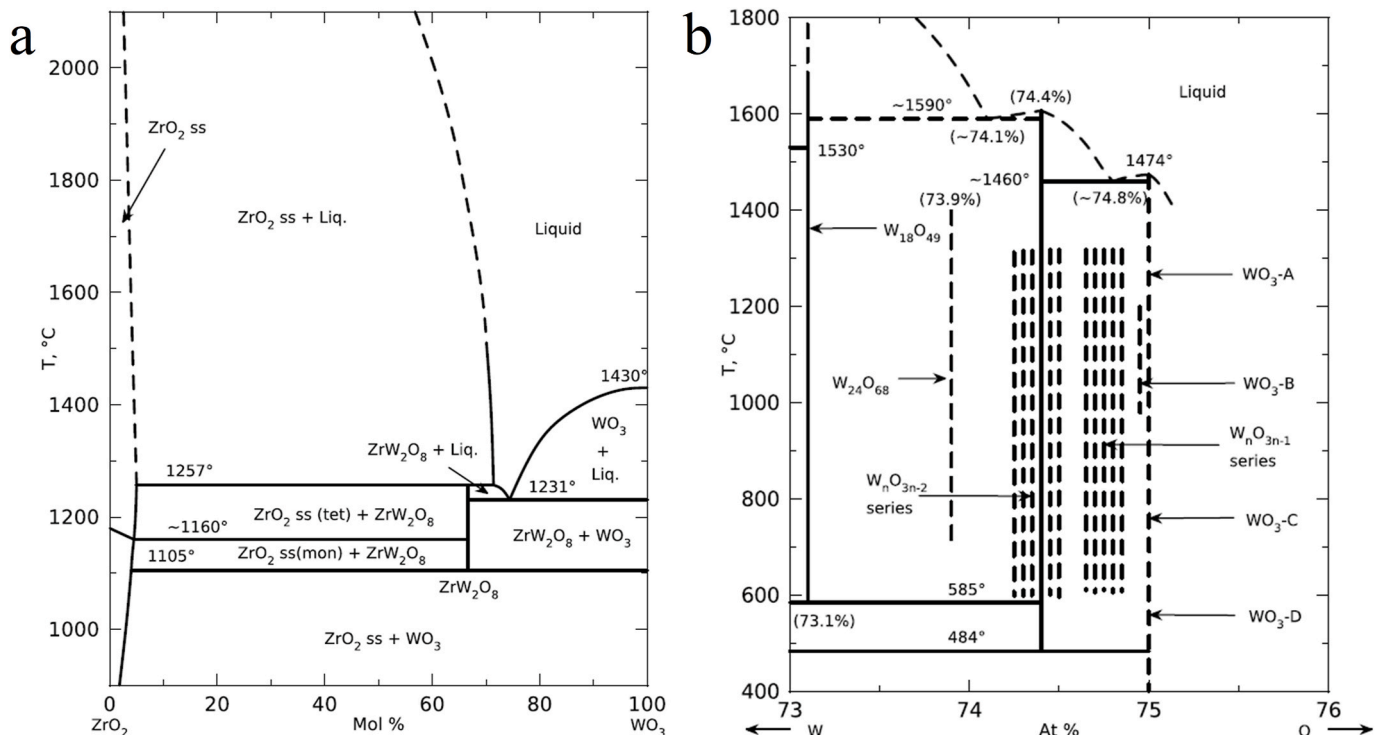 a
2000
1800
1600
1400
1200
1000
T, °C
ZrO2 ss
ZrO2 ss + Liq.
Liquid
1430°
WO3
+
Liq.
ZrW2O8 + Liq.
1257°
1231°
ZrO2 ss (tet) + ZrW2O8
~1160°
ZrO2 ss(mon) + ZrW2O8
ZrW2O8 + WO3
1105°
ZrW2O8
ZrO2 ss + WO3
0 20 40 60 80 100
ZrO2 Mol % WO3
b
1800
1600
1400
1200
1000
800
600
400
T, °C
Liquid
(74.4%)
~1590°
(~74.1%)
1530°
1474°
~1460°
(73.9%)
(~74.8%)
W18O49
WO3-A
W24O68
WO3-B
WnO3n-1
series
WnO3n-2
series
WO3-C
585°
(73.1%)
WO3-D
484°
73 74 75 76
W At % O